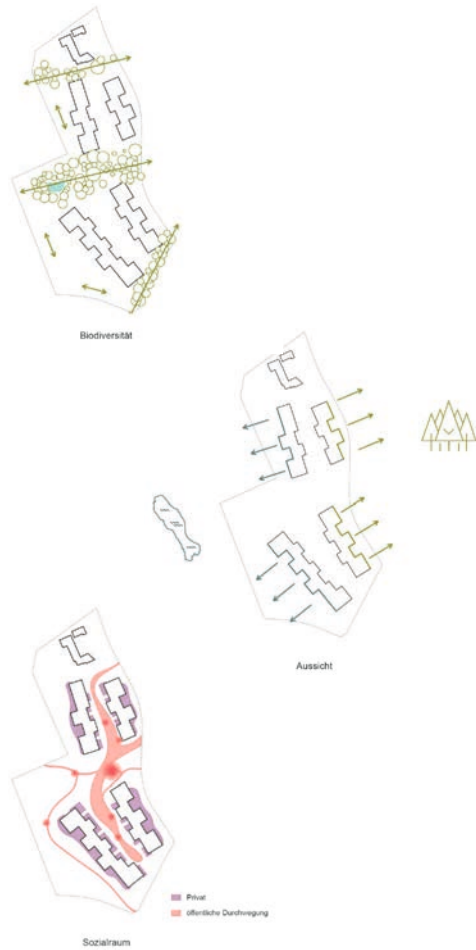 Biodiversität
Aussicht
Privat
öffentliche Durchwegung
Sozialraum